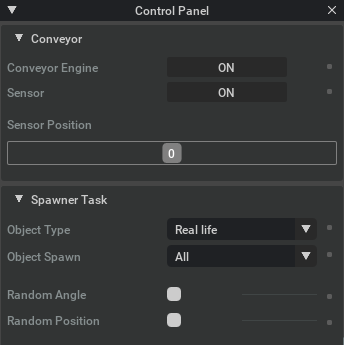 Control Panel
Conveyor
Conveyor Engine ON
Sensor ON
Sensor Position
0
Spawner Task
Object Type Real life
Object Spawn All
Random Angle
Random Position